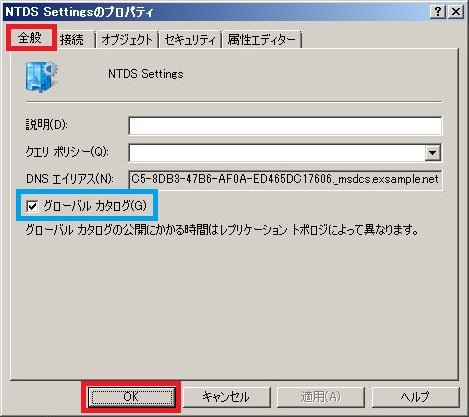 NTDS Settingsのプロパティ
全般 接続 オブジェクト セキュリティ 属性エディター
NTDS Settings
説明(D):
クエリ ポリシー(Q):
DNS エイリアス(N): C5-8DB3-47B6-AF0A-ED465DC17606._msdcs.exsample.net
グローバル カタログ(G)
グローバル カタログの公開にかかる時間はレプリケーション トポロジによって異なります。
OK キャンセル 適用(A) ヘルプ